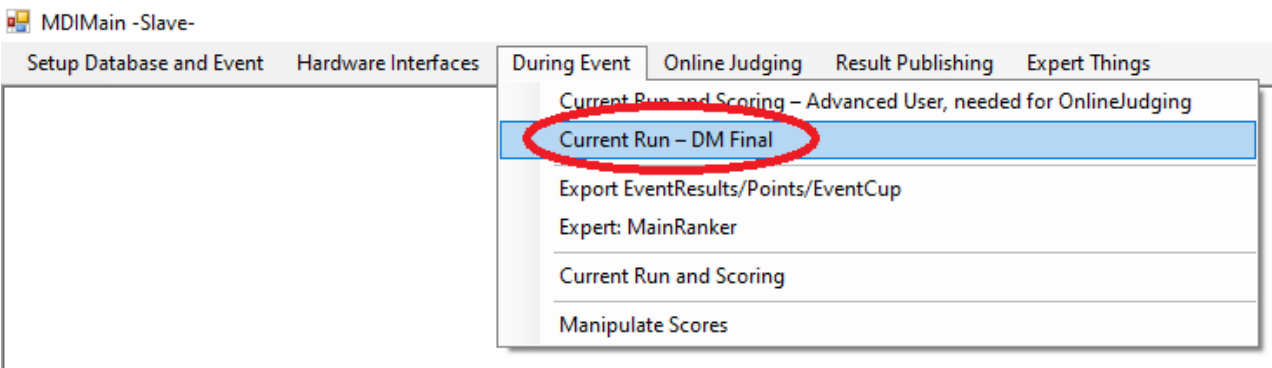 MDIMain -Slave-
Setup Database and Event Hardware Interfaces During Event Online Judging Result Publishing Expert Things
Current Run and Scoring – Advanced User, needed for OnlineJudging
Current Run – DM Final
Export EventResults/Points/EventCup
Expert: MainRanker
Current Run and Scoring
Manipulate Scores